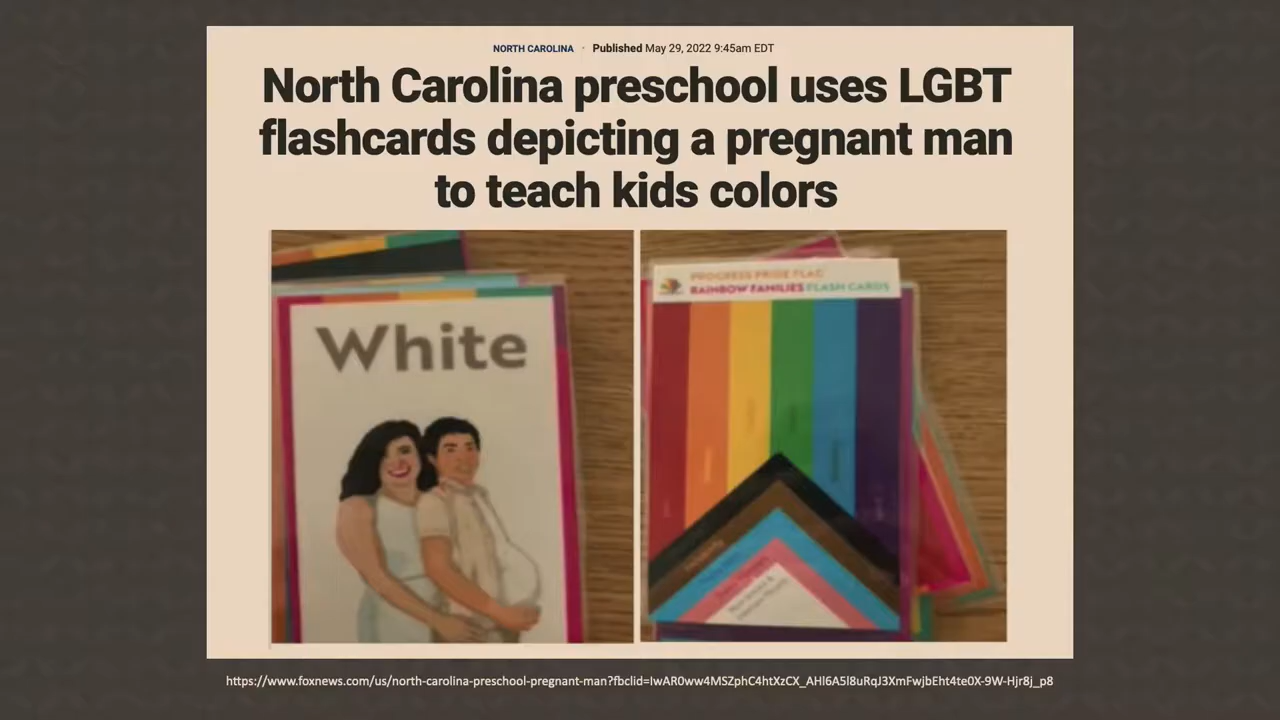 NORTH CAROLINA · Published May 29, 2022 9:45am EDT
North Carolina preschool uses LGBT
flashcards depicting a pregnant man
to teach kids colors
White
PROGRESS PRIDE FLAG
RAINBOW FAMILIES FLASH CARDS
https://www.foxnews.com/us/north-carolina-preschool-pregnant-man?fbclid=IwAR0ww4MSZphC4htXzCX_AHI6A5l8uRqJ3XmFwjbEht4te0X-9W-Hjr8j_p8